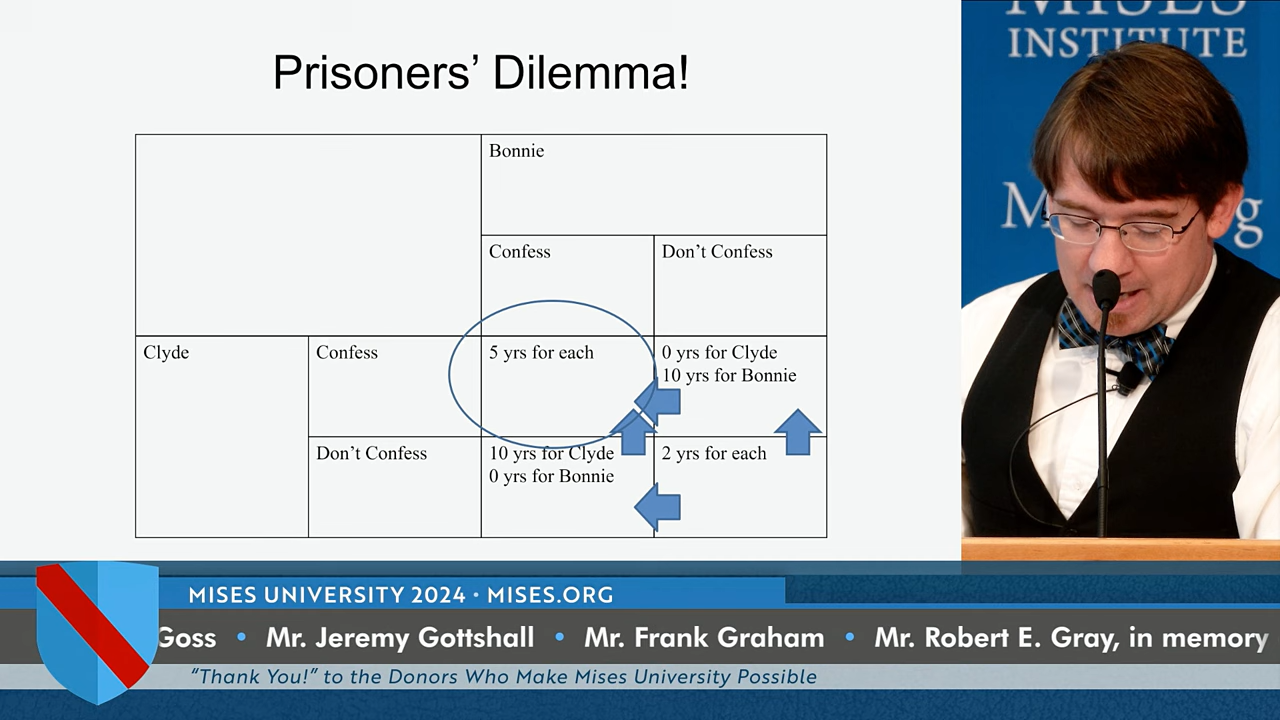 Prisoners’ Dilemma!
Bonnie
Confess
Don’t Confess
Clyde
Confess
5 yrs for each
0 yrs for Clyde
10 yrs for Bonnie
Don’t Confess
10 yrs for Clyde
0 yrs for Bonnie
2 yrs for each
MISES
INSTITUTE
MISES UNIVERSITY 2024 • MISES.ORG
Goss • Mr. Jeremy Gottshall • Mr. Frank Graham • Mr. Robert E. Gray, in memory
“Thank You!” to the Donors Who Make Mises University Possible